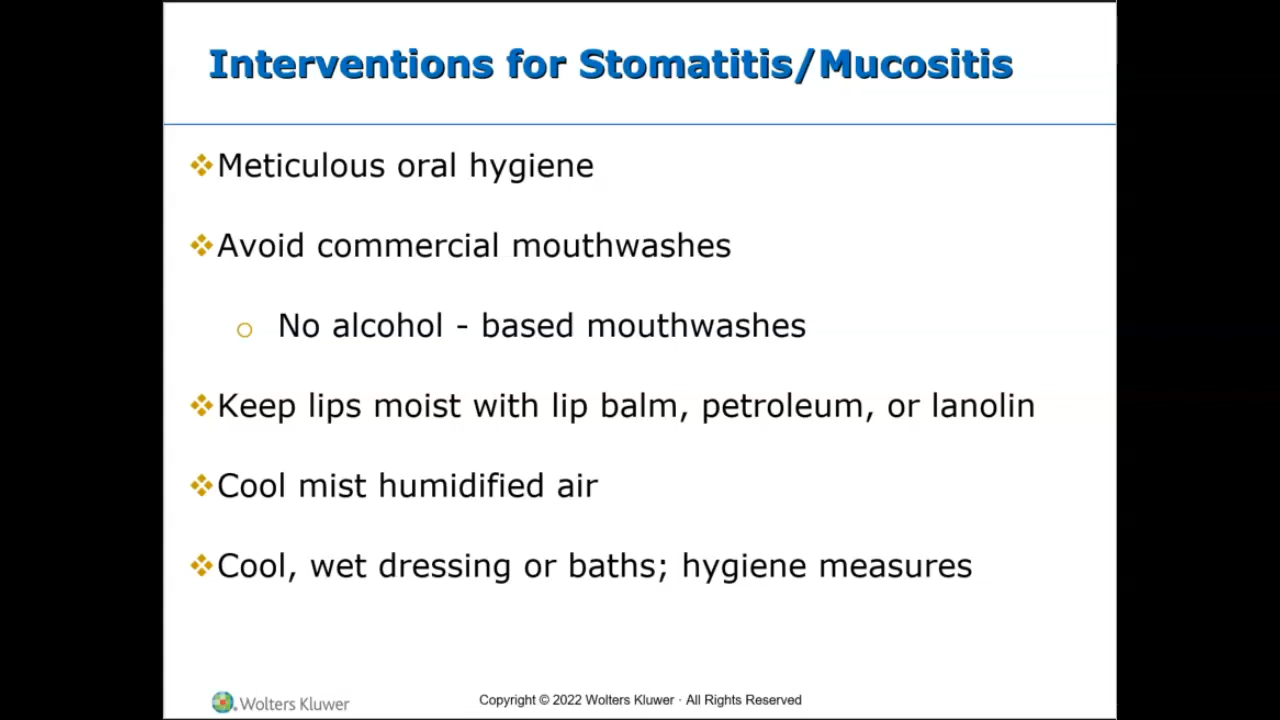 Interventions for Stomatitis/Mucositis
❖Meticulous oral hygiene
❖Avoid commercial mouthwashes
o No alcohol - based mouthwashes
❖Keep lips moist with lip balm, petroleum, or lanolin
❖Cool mist humidified air
❖Cool, wet dressing or baths; hygiene measures
Wolters Kluwer
Copyright © 2022 Wolters Kluwer · All Rights Reserved